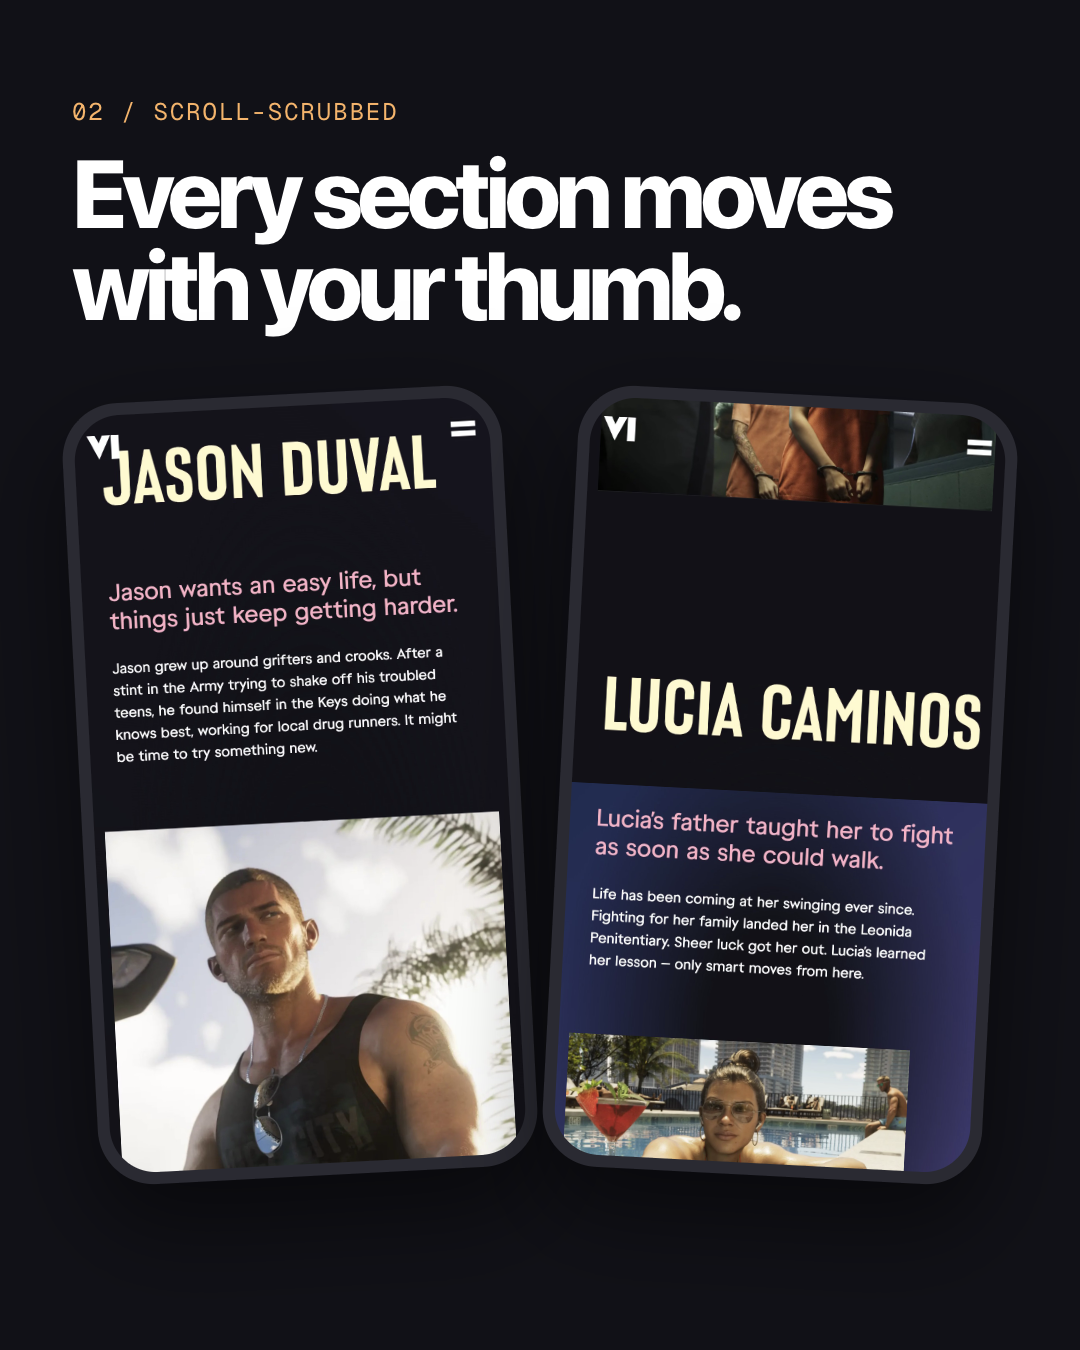 02 / SCROLL-SCRUBBED
Every section moves
with your thumb.
VI
JASON DUVAL
Jason wants an easy life, but
things just keep getting harder.
Jason grew up around grifters and crooks. After a
stint in the Army trying to shake off his troubled
teens, he found himself in the Keys doing what he
knows best, working for local drug runners. It might
be time to try something new.
VI
LUCIA CAMINOS
Lucia's father taught her to fight
as soon as she could walk.
Life has been coming at her swinging ever since.
Fighting for her family landed her in the Leonida
Penitentiary. Sheer luck got her out. Lucia's learned
her lesson — only smart moves from here.